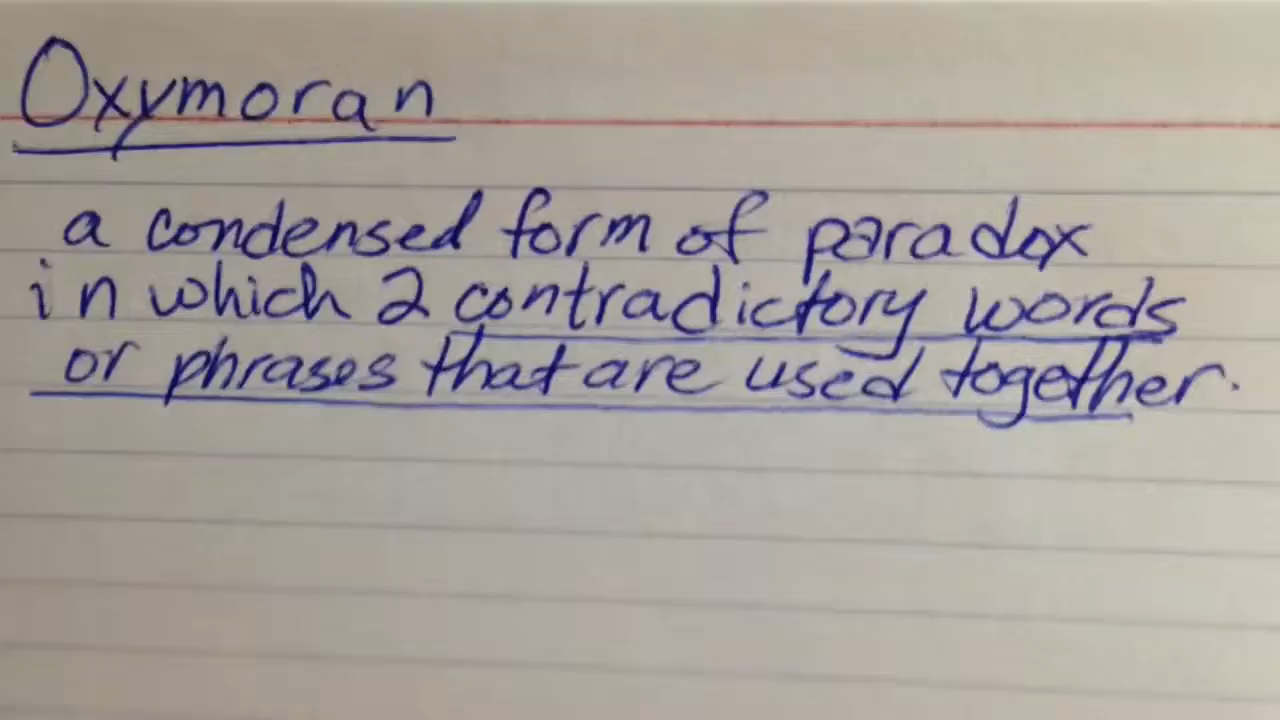 Oxymoran
a condensed form of paradox
in which 2 contradictory words
or phrases that are used together.